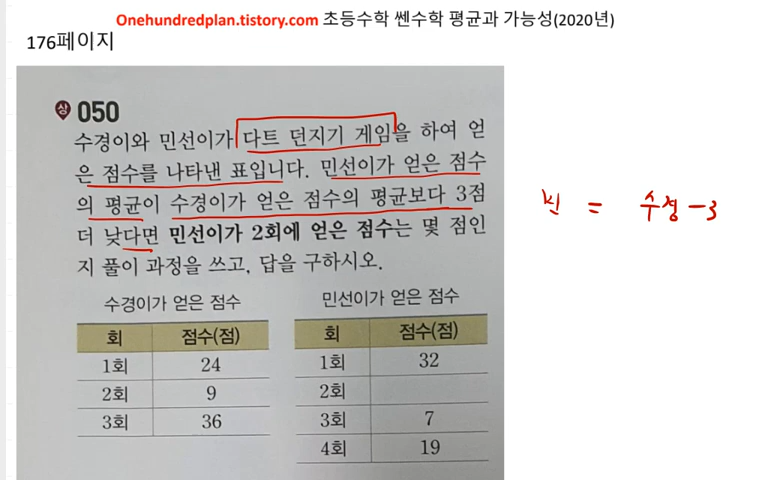 Onehundredplan.tistory.com 초등수학 쎈수학 평균과 가능성(2020년)
176페이지
상 050
수경이와 민선이가 다트 던지기 게임을 하여 얻
은 점수를 나타낸 표입니다. 민선이가 얻은 점수
의 평균이 수경이가 얻은 점수의 평균보다 3점
더 낮다면 민선이가 2회에 얻은 점수는 몇 점인
지 풀이 과정을 쓰고, 답을 구하시오.
민 = 수경 - 3
수경이가 얻은 점수
회 점수(점)
1회 24
2회 9
3회 36
민선이가 얻은 점수
회 점수(점)
1회 32
2회
3회 7
4회 19